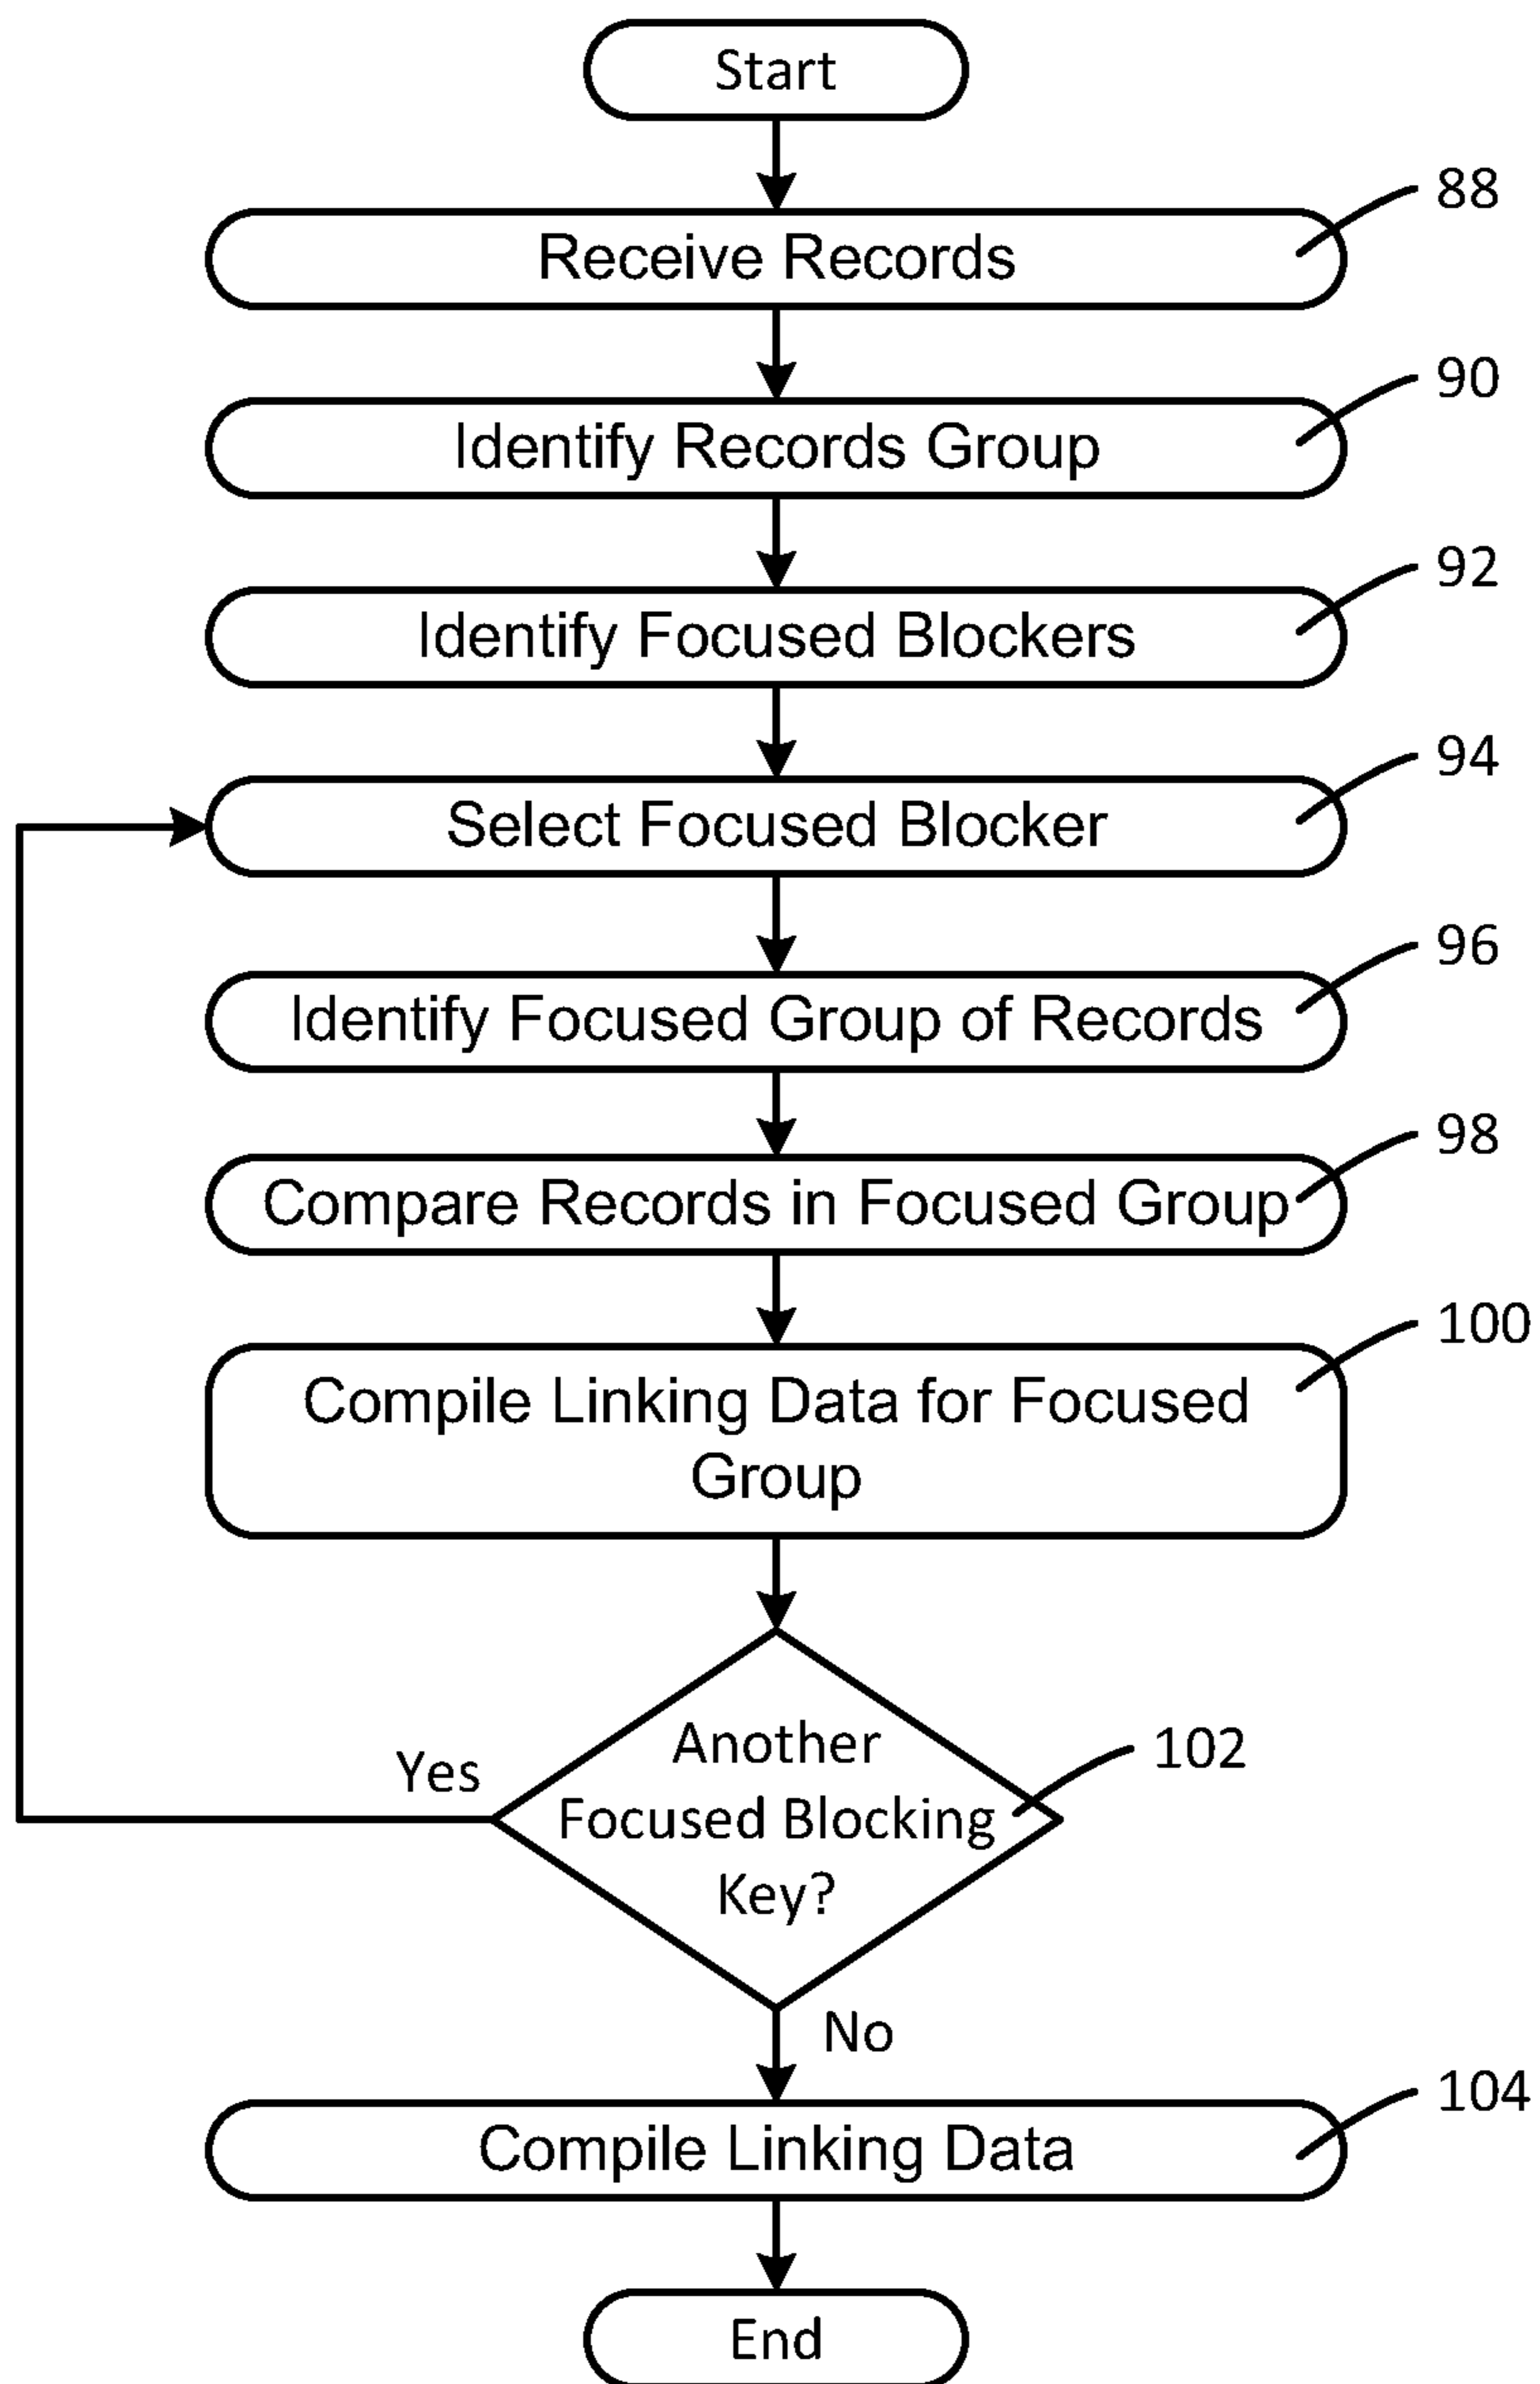 Start
Receive Records
88
Identify Records Group
90
Identify Focused Blockers
92
Select Focused Blocker
94
Identify Focused Group of Records
96
Compare Records in Focused Group
98
Compile Linking Data for Focused
Group
100
Another
Focused Blocking
Key?
102
Yes
No
Compile Linking Data
104
End